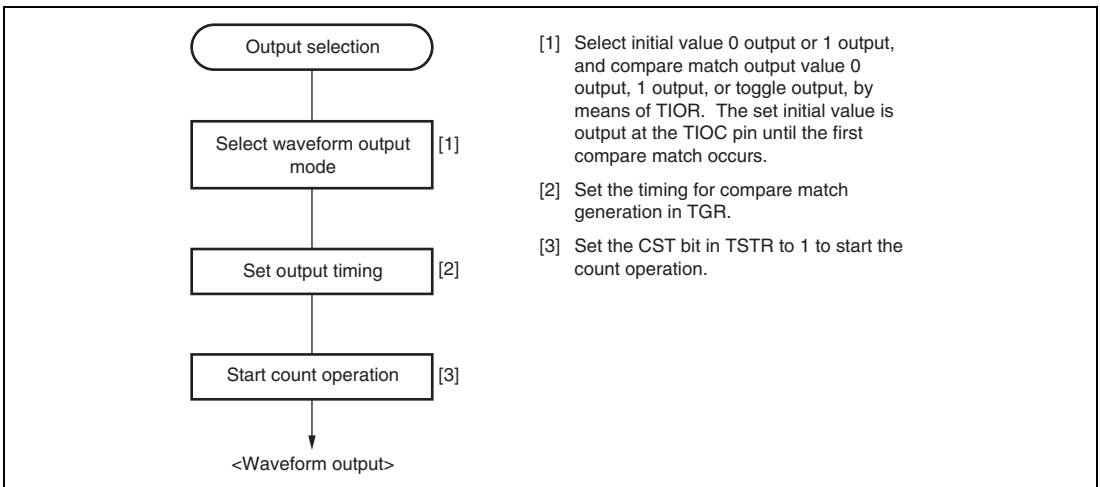 Output selection
Select waveform output
mode
[1]
Set output timing
[2]
Start count operation
[3]
<Waveform output>
[1] Select initial value 0 output or 1 output,
and compare match output value 0
output, 1 output, or toggle output, by
means of TIOR. The set initial value is
output at the TIOC pin until the first
compare match occurs.
[2] Set the timing for compare match
generation in TGR.
[3] Set the CST bit in TSTR to 1 to start the
count operation.